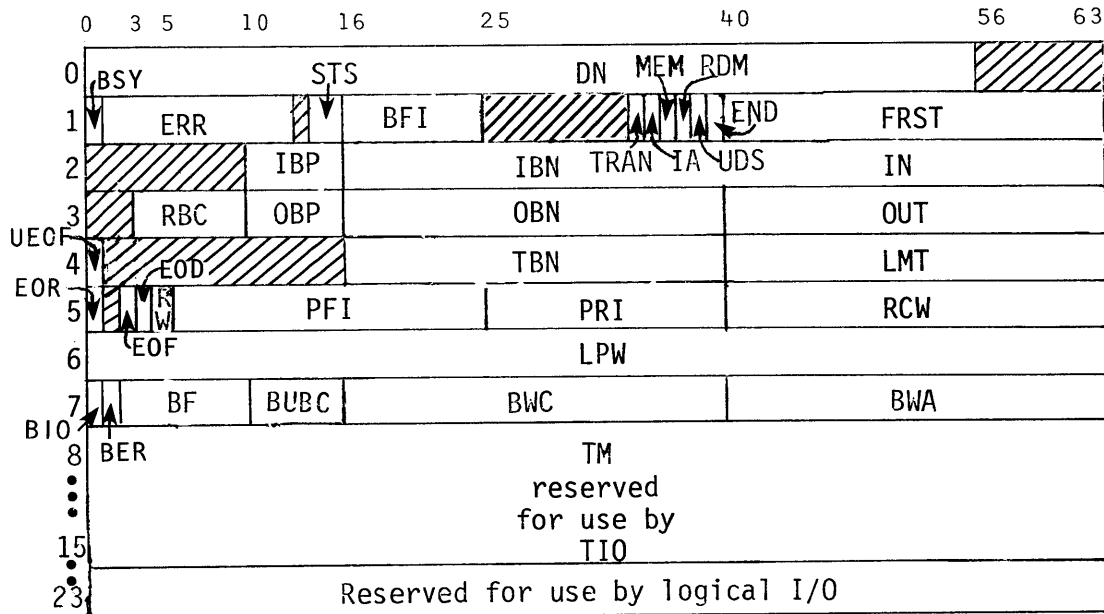 0 3 5 10 16 25 40 56 63
0 DN
BSY STS MEM RDM
1 ERR BFI END FRST
TRAN IA UDS
2 IBP IBN IN
3 RBC OBP OBN OUT
UEOF
4 TBN LMT
EOD
EOR
5 RW PFI PRI RCW
EOF
6 LPW
7 BF BUBC BWC BWA
BIO BER
8 TM
reserved
for use by
15 TIO
23 Reserved for use by logical I/O